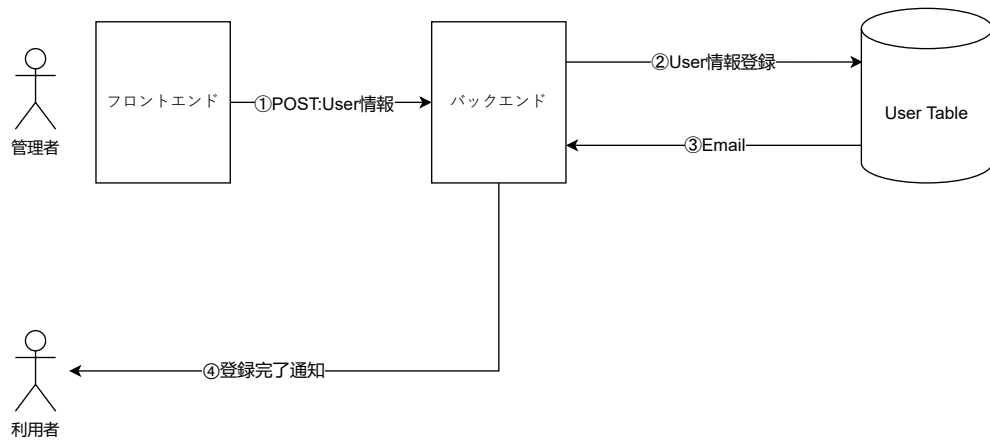 管理者
フロントエンド
①POST:User情報
バックエンド
②User情報登録
③Email
User Table
④登録完了通知
利用者